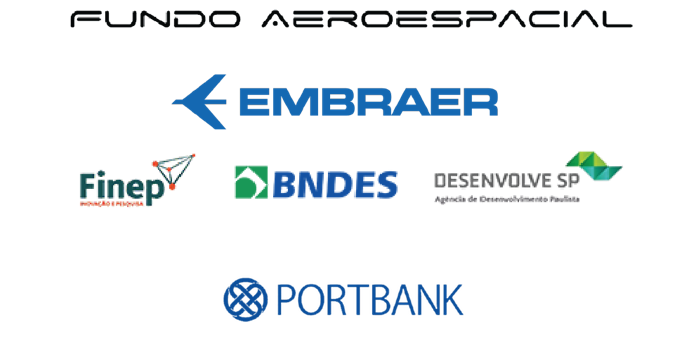 FUNDO AEROESPACIAL
EMBRAER
Finep
INOVAÇÃO E PESQUISA
BNDES
DESENVOLVE SP
Agência de Desenvolvimento Paulista
PORTBANK